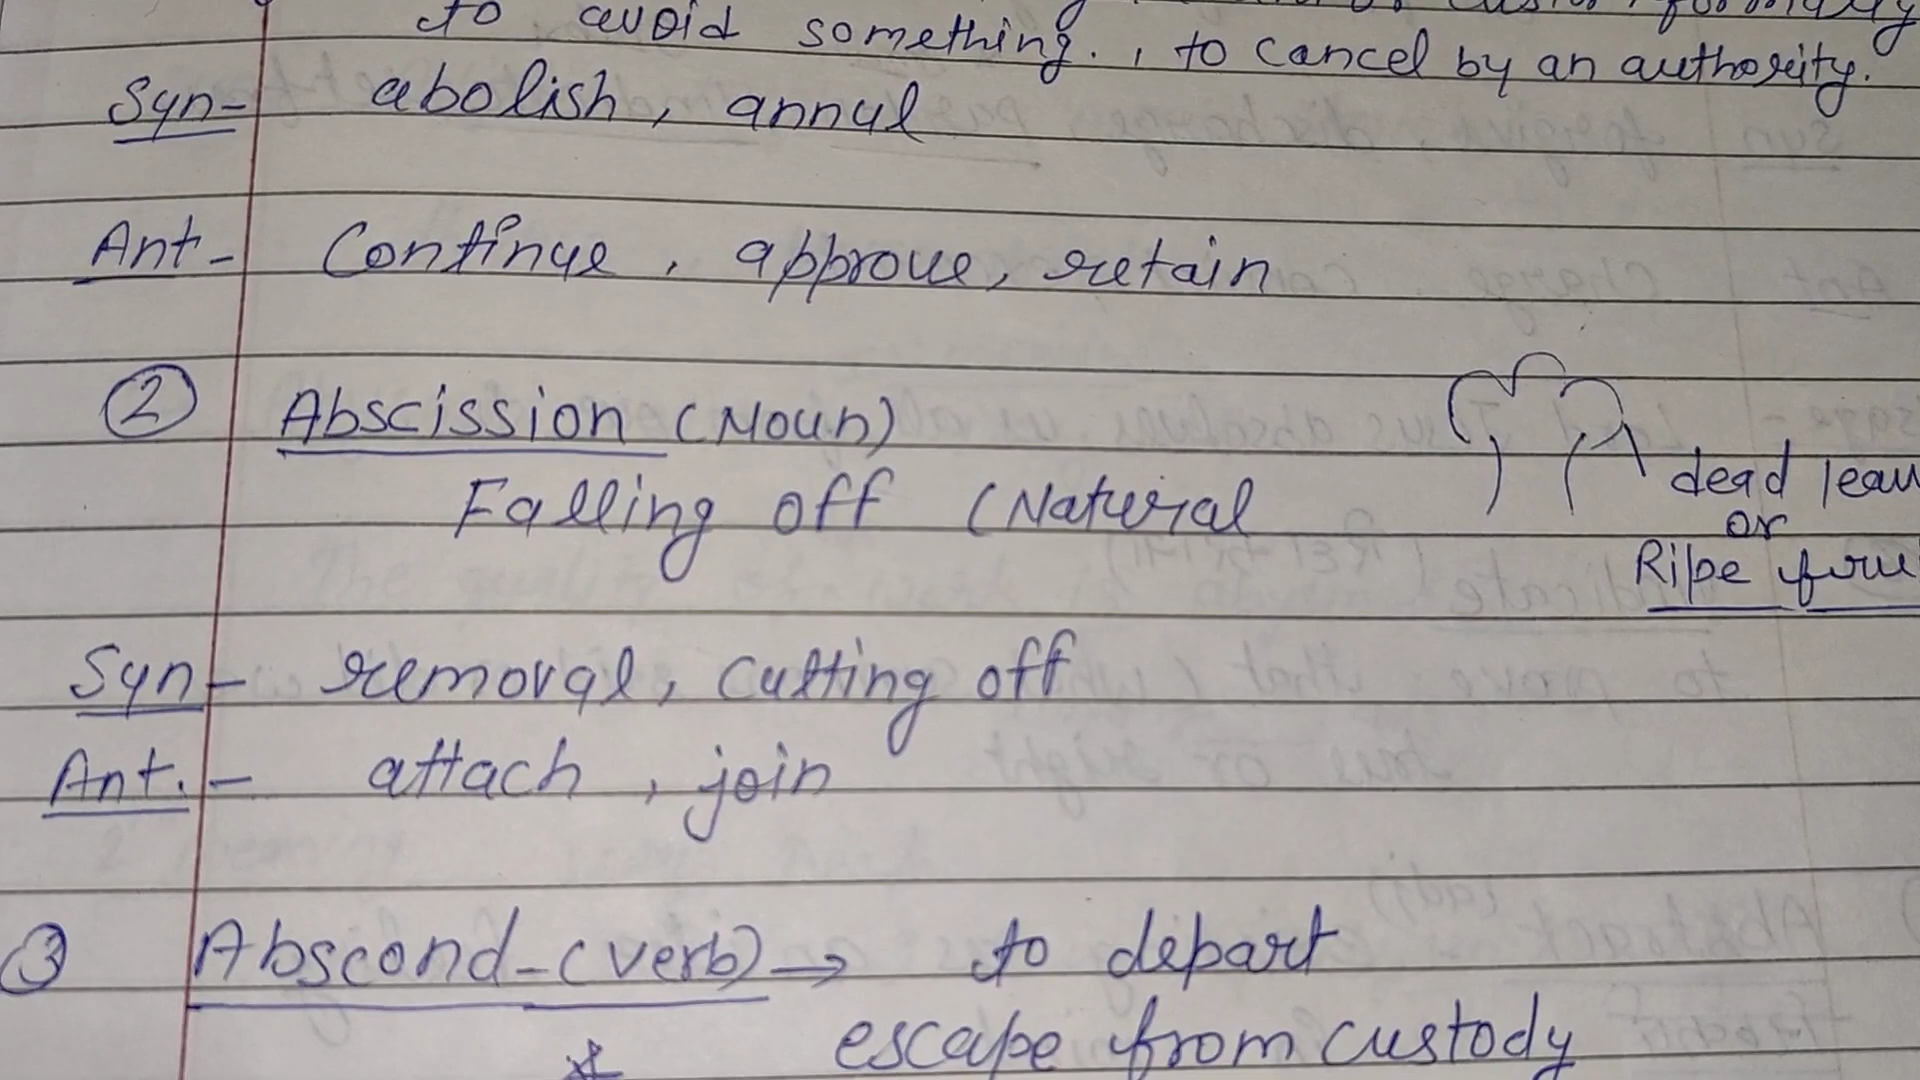 to avoid something. , to cancel by an authority.
Syn- abolish, annul
Ant- Continue, approve, retain
② Abscission (Noun)
Falling off (Natural
dead leav
or
Ripe frui
Syn- removal, cutting off
Ant.- attach, join
③ Abscond-(verb)→ to depart
escape from custody